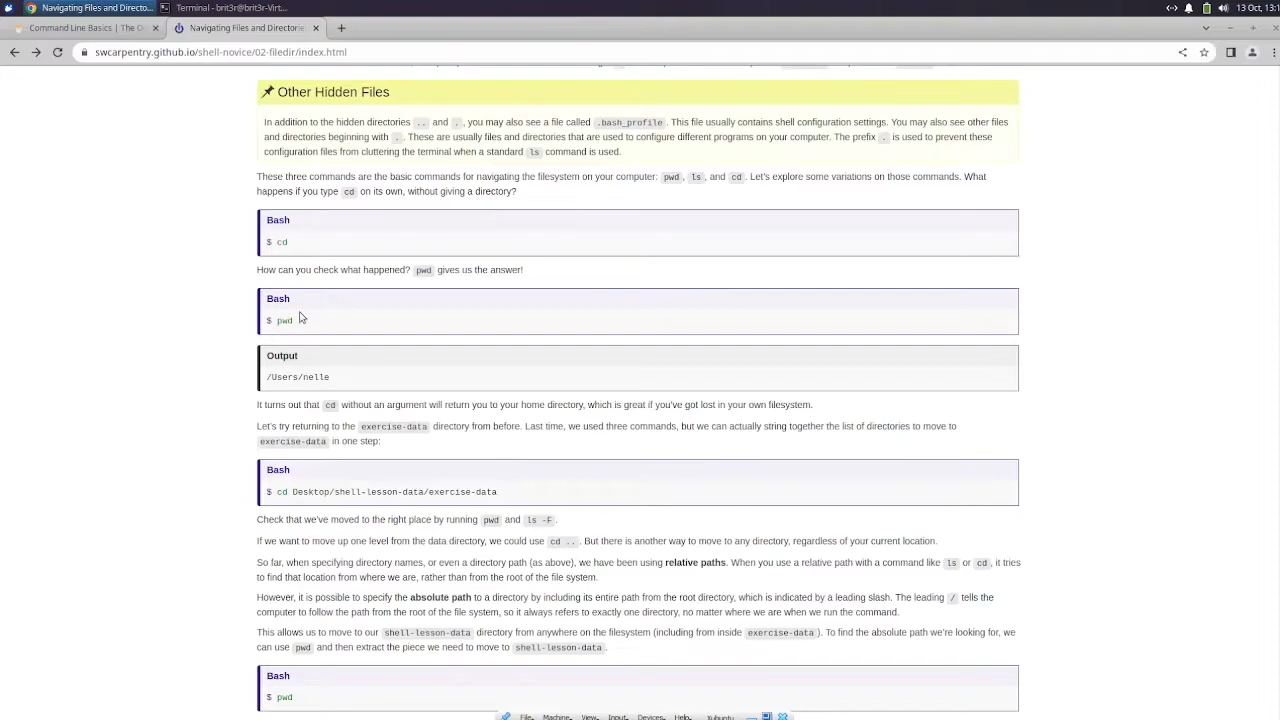 Navigating Files and Directo...
Terminal - brit3r@brit3r-Virt...
13 Oct, 13:1
Command Line Basics | The O
Navigating Files and Directorie
swcarpentry.github.io/shell-novice/02-filedir/index.html
Other Hidden Files
In addition to the hidden directories .. and ., you may also see a file called .bash_profile. This file usually contains shell configuration settings. You may also see other files
and directories beginning with .. These are usually files and directories that are used to configure different programs on your computer. The prefix . is used to prevent these
configuration files from cluttering the terminal when a standard ls command is used.
These three commands are the basic commands for navigating the filesystem on your computer: pwd, ls, and cd. Let's explore some variations on those commands. What
happens if you type cd on its own, without giving a directory?
Bash
$ cd
How can you check what happened? pwd gives us the answer!
Bash
$ pwd
Output
/Users/nelle
It turns out that cd without an argument will return you to your home directory, which is great if you've got lost in your own filesystem.
Let's try returning to the exercise-data directory from before. Last time, we used three commands, but we can actually string together the list of directories to move to
exercise-data in one step:
Bash
$ cd Desktop/shell-lesson-data/exercise-data
Check that we've moved to the right place by running pwd and ls -F.
If we want to move up one level from the data directory, we could use cd ... But there is another way to move to any directory, regardless of your current location.
So far, when specifying directory names, or even a directory path (as above), we have been using relative paths. When you use a relative path with a command like ls or cd, it tries
to find that location from where we are, rather than from the root of the file system.
However, it is possible to specify the absolute path to a directory by including its entire path from the root directory, which is indicated by a leading slash. The leading / tells the
computer to follow the path from the root of the file system, so it always refers to exactly one directory, no matter where we are when we run the command.
This allows us to move to our shell-lesson-data directory from anywhere on the filesystem (including from inside exercise-data). To find the absolute path we're looking for, we
can use pwd and then extract the piece we need to move to shell-lesson-data.
Bash
$ pwd
File Machine View Input Devices Help Xubuntu